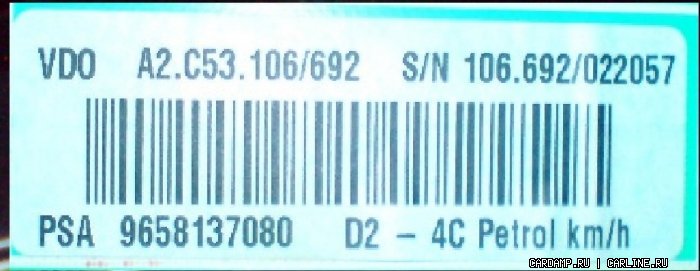 VDO A2.C53.106/692 S/N 106.692/022057
PSA 9658137080 D2 - 4C Petrol km/h
CARDAMP.RU | CARLINE.RU